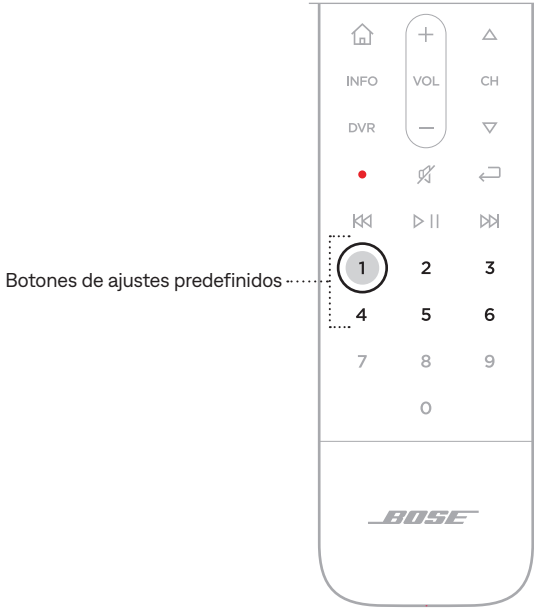 INFO VOL CH
DVR
Botones de ajustes predefinidos 1 2 3
4 5 6
7 8 9
0
BOSE